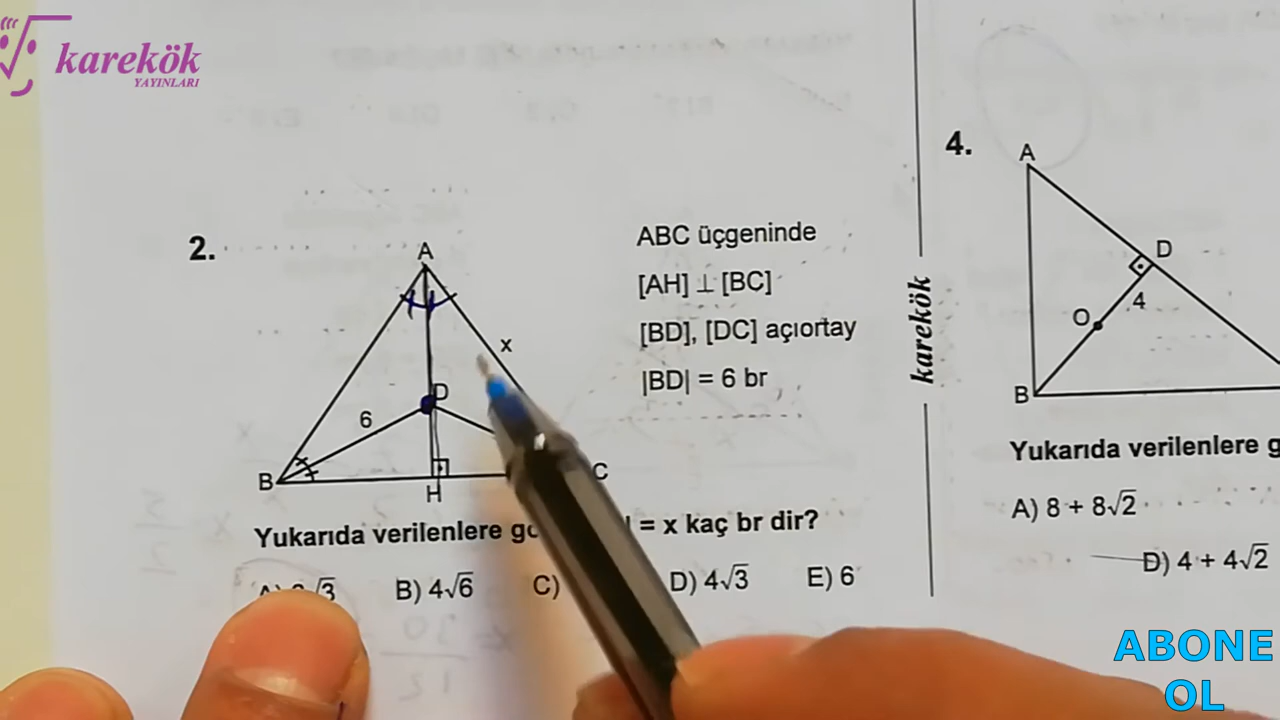 karekök
YAYINLARI
2.
A
x
D
6
B
H
C
ABC üçgeninde
[AH] ⊥ [BC]
[BD], [DC] açıortay
|BD| = 6 br
Yukarıda verilenlere = x kaç br dir?
√3 B) 4√6 C) D) 4√3 E) 6
karekök
4.
A
D
4
O
B
Yukarıda verilenlere
A) 8 + 8√2
D) 4 + 4√2
ABONE
OL